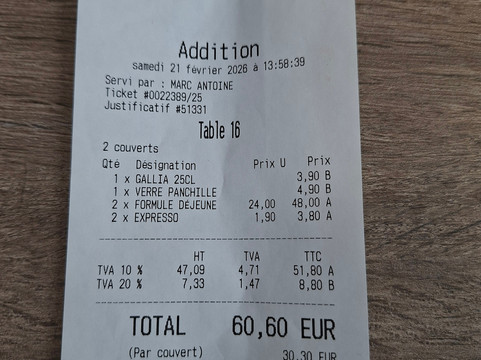 Addition
samedi 21 février 2026 à 13:58:39
Servi par : MARC ANTOINE
Ticket #0022389/25
Justificatif #51331
Table 16
2 couverts
Qté Désignation Prix U Prix
1 x GALLIA 25CL 3,90 B
1 x VERRE PANCHILLE 4,90 B
2 x FORMULE DEJEUNE 24,00 48,00 A
2 x EXPRESSO 1,90 3,80 A
HT TVA TTC
TVA 10 % 47,09 4,71 51,80 A
TVA 20 % 7,33 1,47 8,80 B
TOTAL 60,60 EUR
(Par couvert) 30,30 EUR